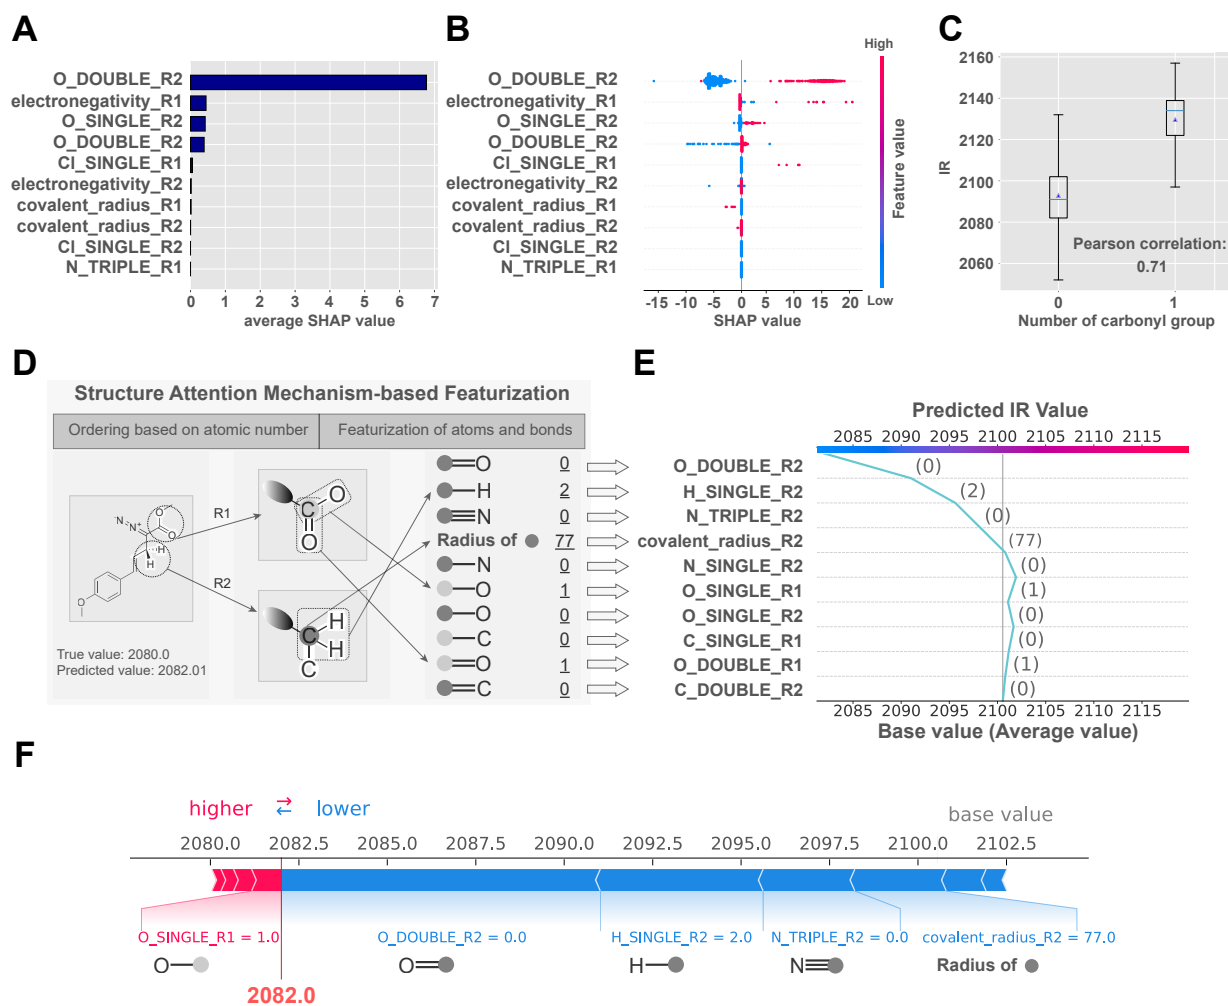 A
O_DOUBLE_R2
electronegativity_R1
O_SINGLE_R2
O_DOUBLE_R2
Cl_SINGLE_R1
electronegativity_R2
covalent_radius_R1
covalent_radius_R2
Cl_SINGLE_R2
N_TRIPLE_R1
0 1 2 3 4 5 6 7
average SHAP value
B
High
O_DOUBLE_R2
electronegativity_R1
O_SINGLE_R2
O_DOUBLE_R2
Cl_SINGLE_R1
electronegativity_R2
covalent_radius_R1
covalent_radius_R2
Cl_SINGLE_R2
N_TRIPLE_R1
Feature value
Low
-15 -10 -5 0 5 10 15 20
SHAP value
C
2160
2140
2120
2100
2080
2060
IR
Pearson correlation:
0.71
0 1
Number of carbonyl group
D
Structure Attention Mechanism-based Featurization
Ordering based on atomic number
Featurization of atoms and bonds
N N+ O O
H
H
O
R1
R2
C O
O
C H
H
C
True value: 2080.0
Predicted value: 2082.01
O 0
H 2
N 0
Radius of 77
N 0
O 1
O 0
C 0
O 1
C 0
E
Predicted IR Value
2085 2090 2095 2100 2105 2110 2115
O_DOUBLE_R2 (0)
H_SINGLE_R2 (2)
N_TRIPLE_R2 (0)
covalent_radius_R2 (77)
N_SINGLE_R2 (0)
O_SINGLE_R1 (1)
O_SINGLE_R2 (0)
C_SINGLE_R1 (0)
O_DOUBLE_R1 (1)
C_DOUBLE_R2 (0)
2085 2090 2095 2100 2105 2110 2115
Base value (Average value)
F
higher lower base value
2080.0 2082.5 2085.0 2087.5 2090.0 2092.5 2095.0 2097.5 2100.0 2102.5
O_SINGLE_R1 = 1.0 O_DOUBLE_R2 = 0.0 H_SINGLE_R2 = 2.0 N_TRIPLE_R2 = 0.0 covalent_radius_R2 = 77.0
O O H N Radius of
2082.0